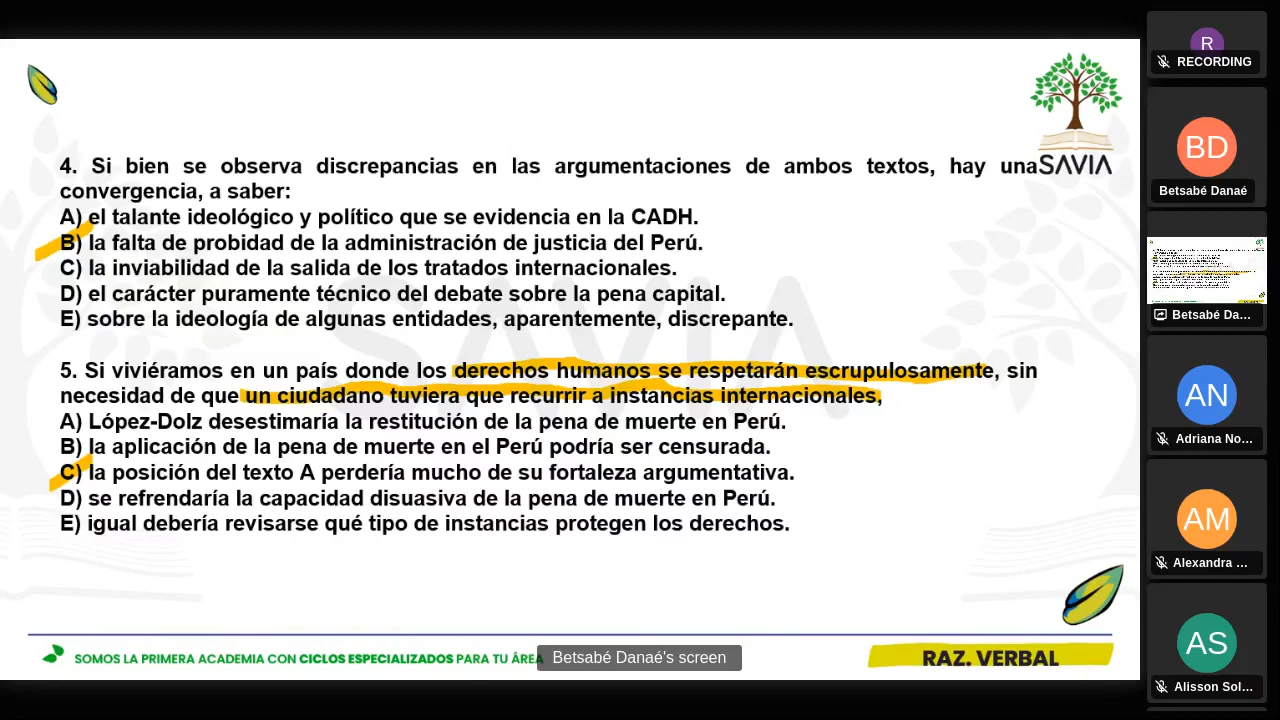 SAVIA
4. Si bien se observa discrepancias en las argumentaciones de ambos textos, hay una
convergencia, a saber:
A) el talante ideológico y político que se evidencia en la CADH.
B) la falta de probidad de la administración de justicia del Perú.
C) la inviabilidad de la salida de los tratados internacionales.
D) el carácter puramente técnico del debate sobre la pena capital.
E) sobre la ideología de algunas entidades, aparentemente, discrepante.
5. Si viviéramos en un país donde los derechos humanos se respetarán escrupulosamente, sin
necesidad de que un ciudadano tuviera que recurrir a instancias internacionales,
A) López-Dolz desestimaría la restitución de la pena de muerte en Perú.
B) la aplicación de la pena de muerte en el Perú podría ser censurada.
C) la posición del texto A perdería mucho de su fortaleza argumentativa.
D) se refrendaría la capacidad disuasiva de la pena de muerte en Perú.
E) igual debería revisarse qué tipo de instancias protegen los derechos.
SAVIA
SOMOS LA PRIMERA ACADEMIA CON CICLOS ESPECIALIZADOS PARA TU ÁREA
Betsabé Danaé's screen
RAZ. VERBAL
R
RECORDING
BD
Betsabé Danaé
Betsabé Da...
AN
Adriana No...
AM
Alexandra ...
AS
Alisson Sol...